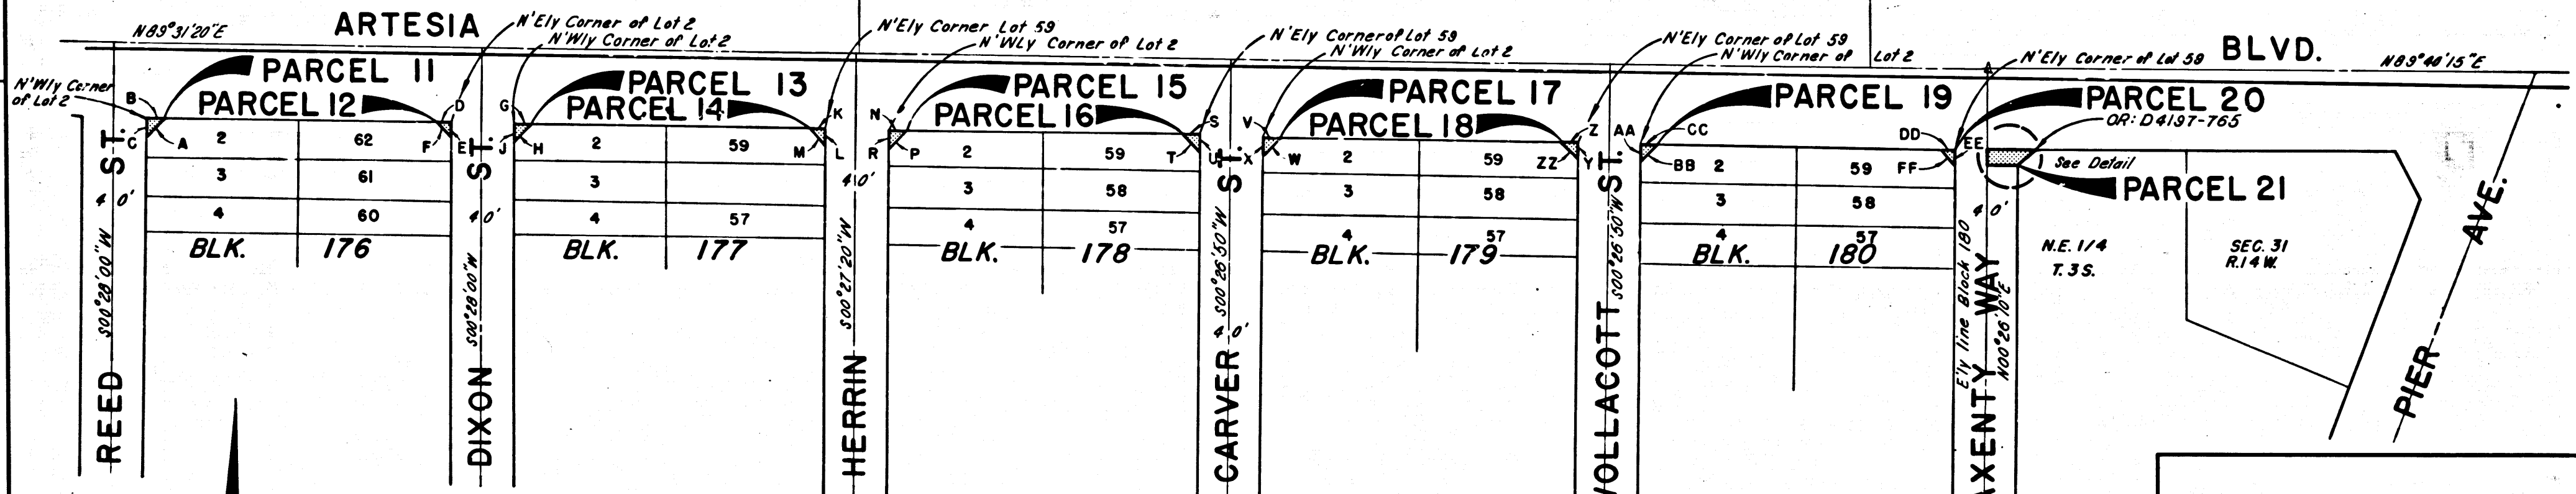 N89°31'20"E
ARTESIA
BLVD.
N89°40'15"E
N'Ely Corner of Lot 2
N'Wly Corner of Lot 2
N'Ely Corner Lot 59
N'WLy Corner of Lot 2
N'Ely Corner of Lot 59
N'Wly Corner of Lot 2
N'Ely Corner of Lot 59
N'Wly Corner of Lot 2
N'Ely Corner of Lot 59
N'Wly Corner
of Lot 2
PARCEL 11
PARCEL 12
PARCEL 13
PARCEL 14
PARCEL 15
PARCEL 16
PARCEL 17
PARCEL 18
PARCEL 19
PARCEL 20
OR: D4197-765
See Detail
PARCEL 21
B
C
A
D
F
E
G
J
H
K
M
L
N
R
P
S
T
U
V
X
W
Z
ZZ
Y
AA
CC
BB
DD
EE
FF
2 62
3 61
4 60
BLK. 176
2 59
3
4 57
BLK. 177
2 59
3 58
4 57
BLK. 178
2 59
3 58
4 57
BLK. 179
2 59
3 58
4 57
BLK. 180
REED ST.
40'
S00°28'00"W
DIXON ST.
40'
S00°28'00"W
HERRIN
40'
S00°27'20"W
CARVER ST.
40'
S00°26'50"W
VOLLACOTT ST.
S00°26'50"W
AXENTY WAY
40'
E'ly line Block 180
N00°26'10"E
N.E. 1/4
T. 3 S.
SEC. 31
R.14 W.
PIER AVE.